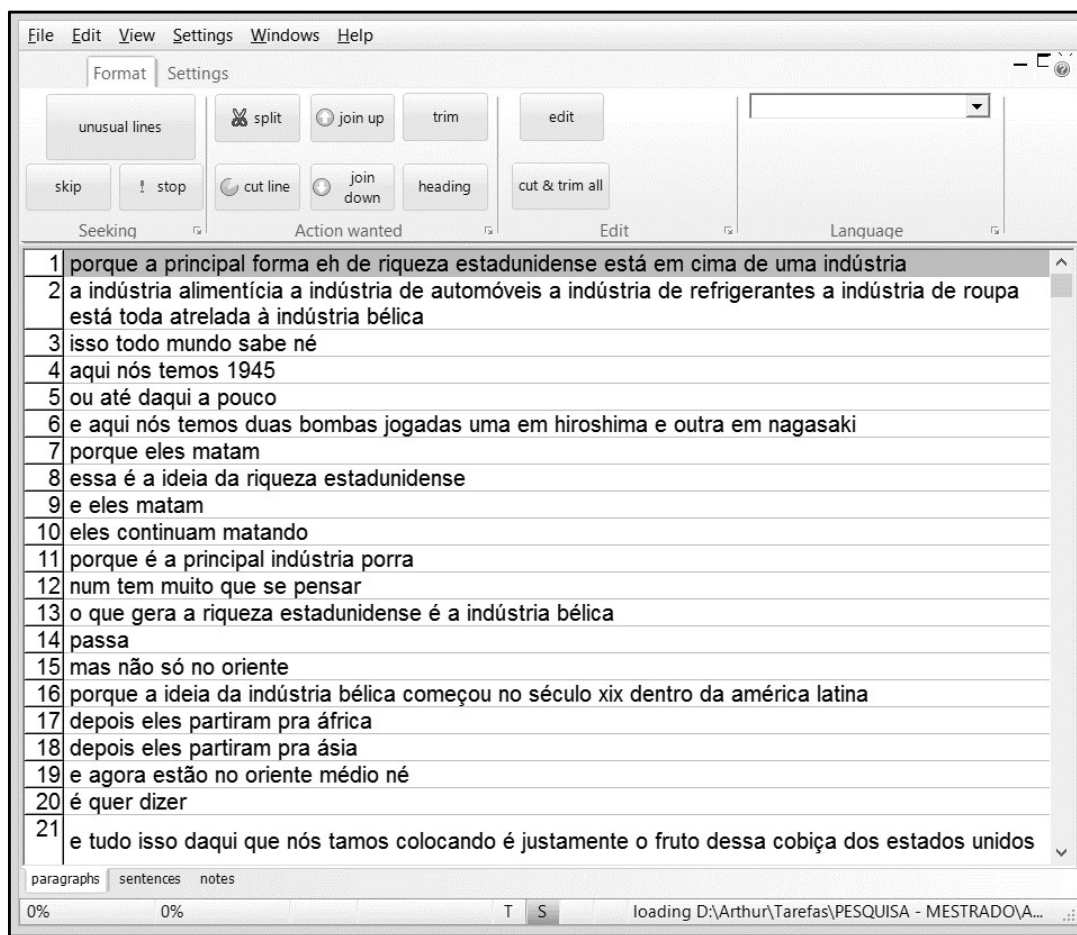 File Edit View Settings Windows Help
Format Settings
unusual lines split join up trim edit
skip ! stop cut line join down heading cut & trim all
Seeking Action wanted Edit Language
1 porque a principal forma eh de riqueza estadunidense está em cima de uma indústria
2 a indústria alimentícia a indústria de automóveis a indústria de refrigerantes a indústria de roupa
está toda atrelada à indústria bélica
3 isso todo mundo sabe né
4 aqui nós temos 1945
5 ou até daqui a pouco
6 e aqui nós temos duas bombas jogadas uma em hiroshima e outra em nagasaki
7 porque eles matam
8 essa é a ideia da riqueza estadunidense
9 e eles matam
10 eles continuam matando
11 porque é a principal indústria porra
12 num tem muito que se pensar
13 o que gera a riqueza estadunidense é a indústria bélica
14 passa
15 mas não só no oriente
16 porque a ideia da indústria bélica começou no século xix dentro da américa latina
17 depois eles partiram pra áfrica
18 depois eles partiram pra ásia
19 e agora estão no oriente médio né
20 é quer dizer
21 e tudo isso daqui que nós tamos colocando é justamente o fruto dessa cobiça dos estados unidos
paragraphs sentences notes
0% 0% T S loading D:\Arthur\Tarefas\PESQUISA - MESTRADO\A...